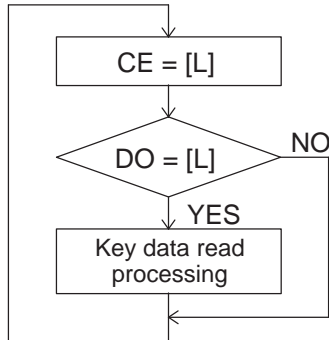 CE = [L]
DO = [L]
NO
YES
Key data read
processing